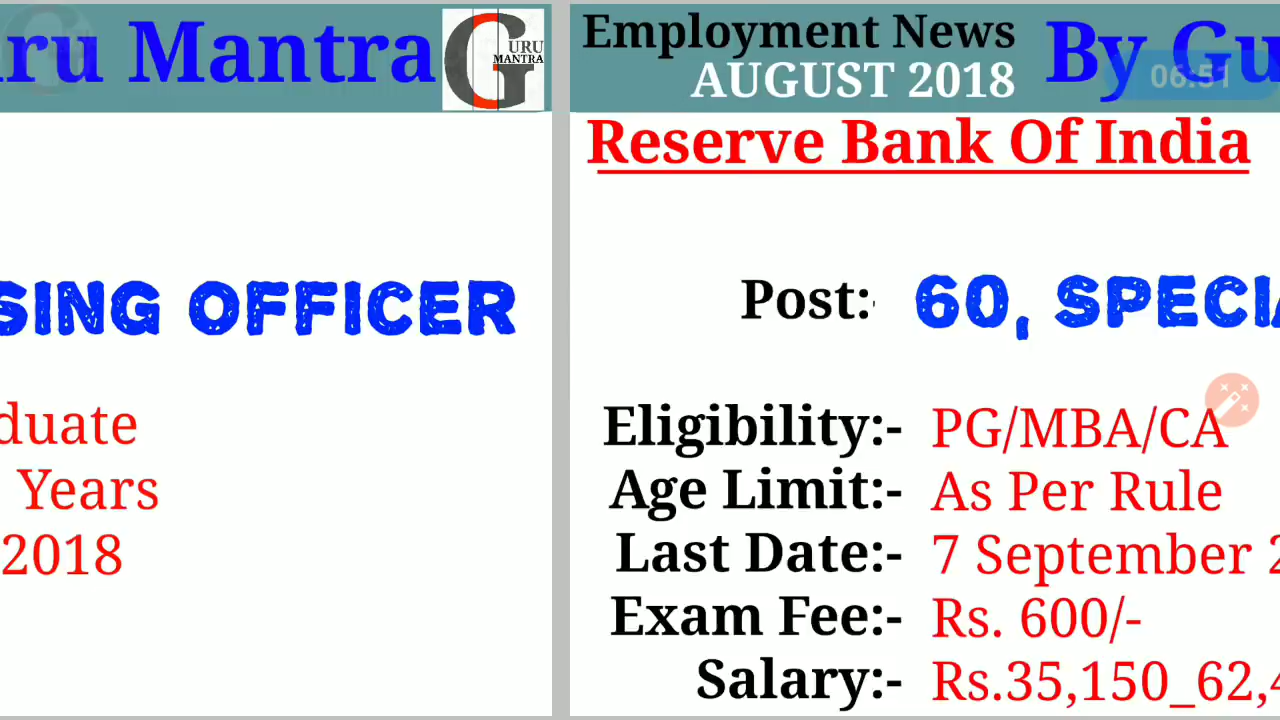 ru Mantra
G URU
MANTRA
SING OFFICER
duate
Years
2018
Employment News
AUGUST 2018
By Gu
06:51
Reserve Bank Of India
Post: 60, SPECIA
Eligibility:- PG/MBA/CA
Age Limit:- As Per Rule
Last Date:- 7 September 2
Exam Fee:- Rs. 600/-
Salary:- Rs.35,150_62,4